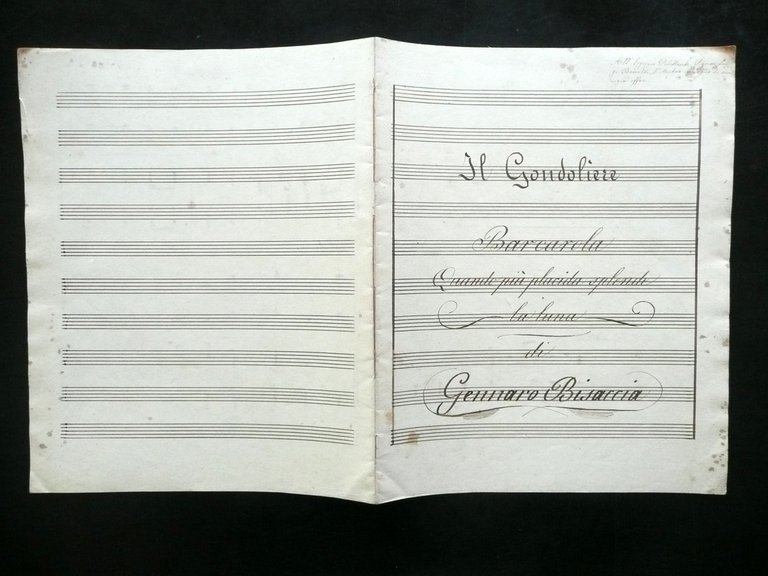 Il Gondoliere
Barcarola
Quando più placida splende
la luna
di
Gennaro Bisaccia